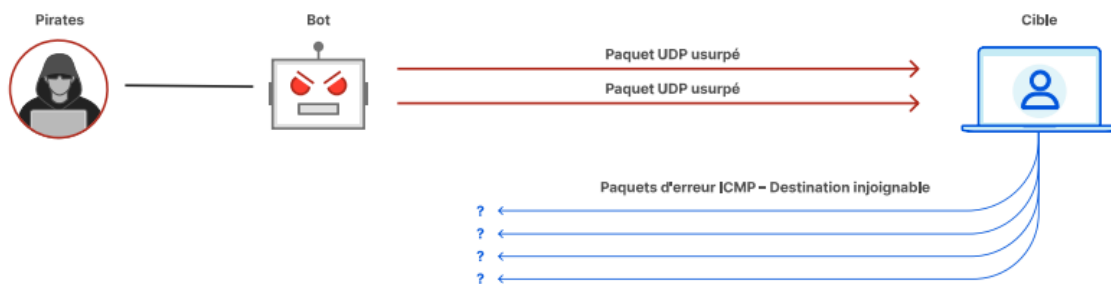 Pirates
Bot
Cible
Paquet UDP usurpé
Paquet UDP usurpé
Paquets d'erreur ICMP – Destination injoignable
?
?
?
?